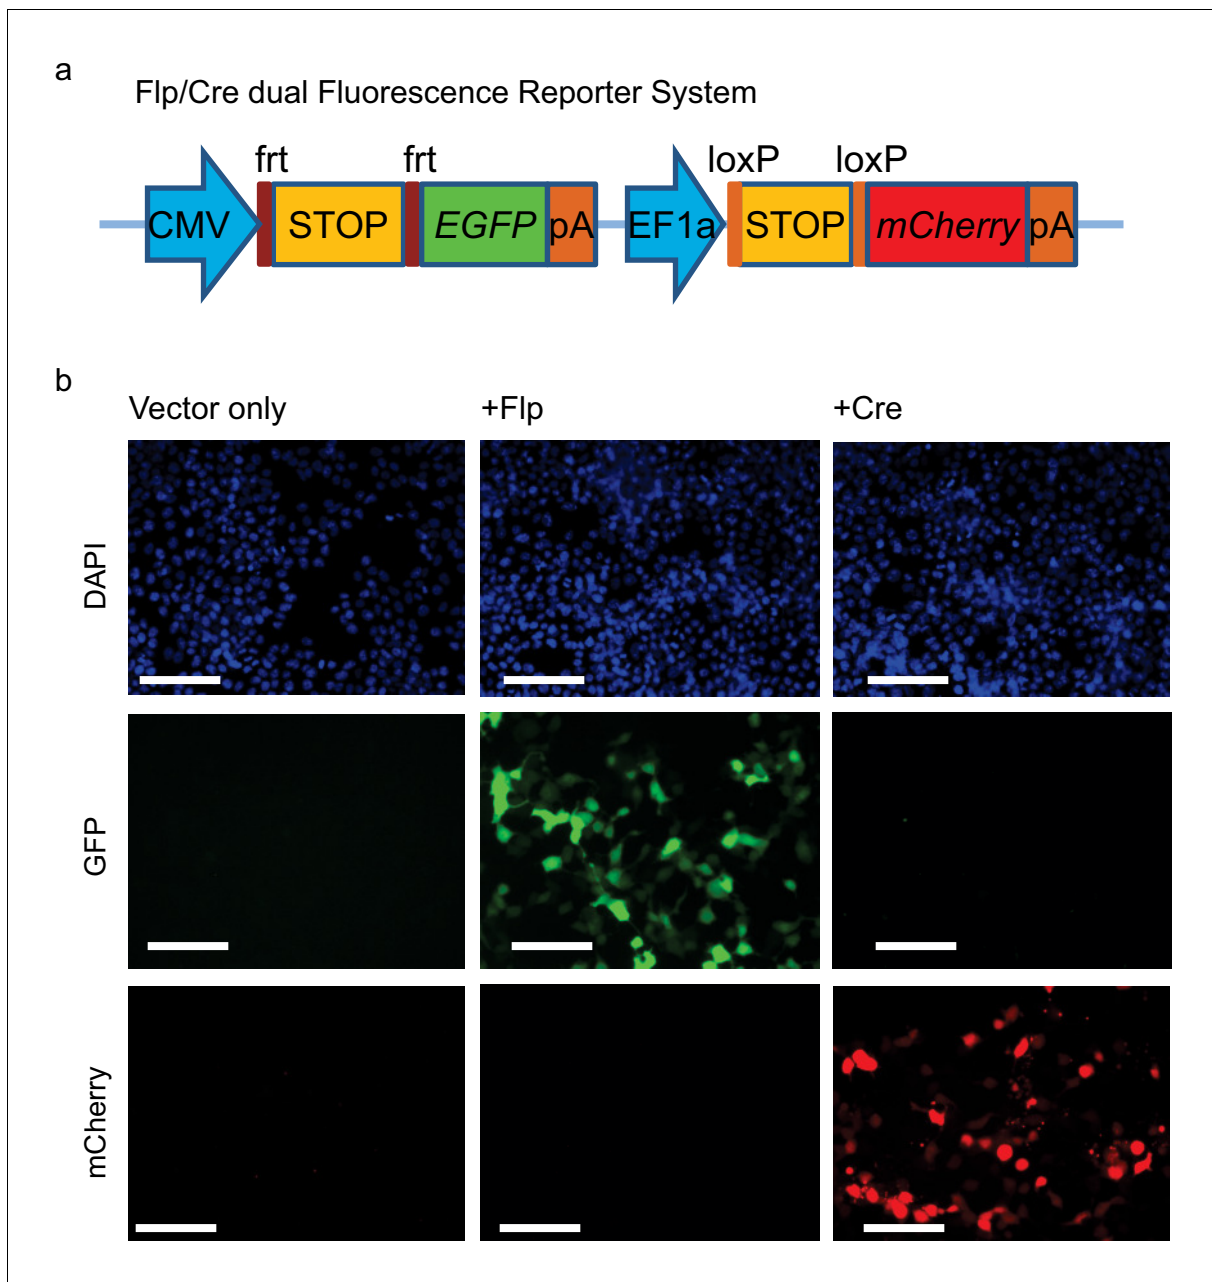 a
Flp/Cre dual Fluorescence Reporter System
frt frt loxP loxP
CMV STOP EGFP pA EF1a STOP mCherry pA
b
Vector only +Flp +Cre
DAPI
GFP
mCherry